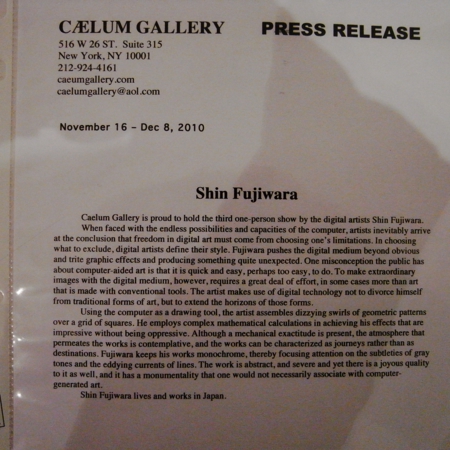 CÆLUM GALLERY
PRESS RELEASE
516 W 26 ST. Suite 315
New York, NY 10001
212-924-4161
caeumgallery.com
caelumgallery@aol.com
November 16 – Dec 8, 2010
Shin Fujiwara
Caelum Gallery is proud to hold the third one-person show by the digital artists Shin Fujiwara.
When faced with the endless possibilities and capacities of the computer, artists inevitably arrive
at the conclusion that freedom in digital art must come from choosing one's limitations. In choosing
what to exclude, digital artists define their style. Fujiwara pushes the digital medium beyond obvious
and trite graphic effects and producing something quite unexpected. One misconception the public has
about computer-aided art is that it is quick and easy, perhaps too easy, to do. To make extraordinary
images with the digital medium, however, requires a great deal of effort, in some cases more than art
that is made with conventional tools. The artist makes use of digital technology not to divorce himself
from traditional forms of art, but to extend the horizons of those forms.
Using the computer as a drawing tool, the artist assembles dizzying swirls of geometric patterns
over a grid of squares. He employs complex mathematical calculations in achieving his effects that are
impressive without being oppressive. Although a mechanical exactitude is present, the atmosphere that
permeates the works is contemplative, and the works can be characterized as journeys rather than as
destinations. Fujiwara keeps his works monochrome, thereby focusing attention on the subtleties of gray
tones and the eddying currents of lines. The work is abstract, and severe and yet there is a joyous quality
to it as well, and it has a monumentality that one would not necessarily associate with computer-
generated art.
Shin Fujiwara lives and works in Japan.